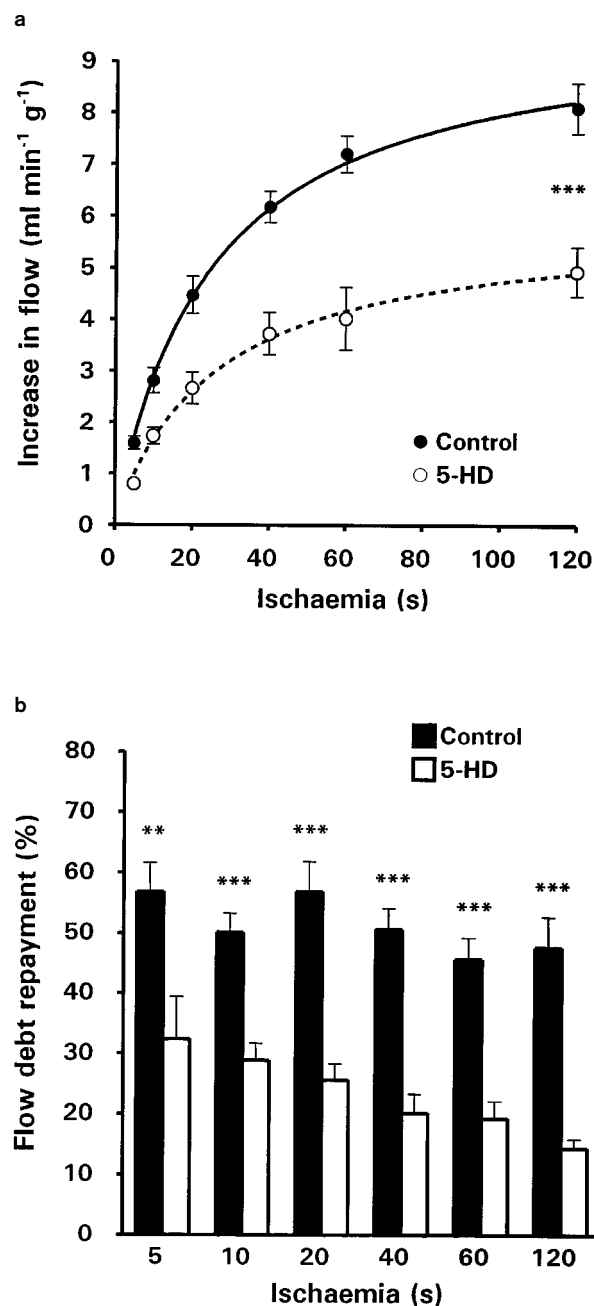 a
Increase in flow (ml min⁻¹ g⁻¹)
9
8
7
6
5
4
3
2
1
0
***
Control
5-HD
0 20 40 60 80 100 120
Ischaemia (s)
b
Flow debt repayment (%)
80
70
60
50
40
30
20
10
0
Control
5-HD
** *** *** *** *** ***
5 10 20 40 60 120
Ischaemia (s)